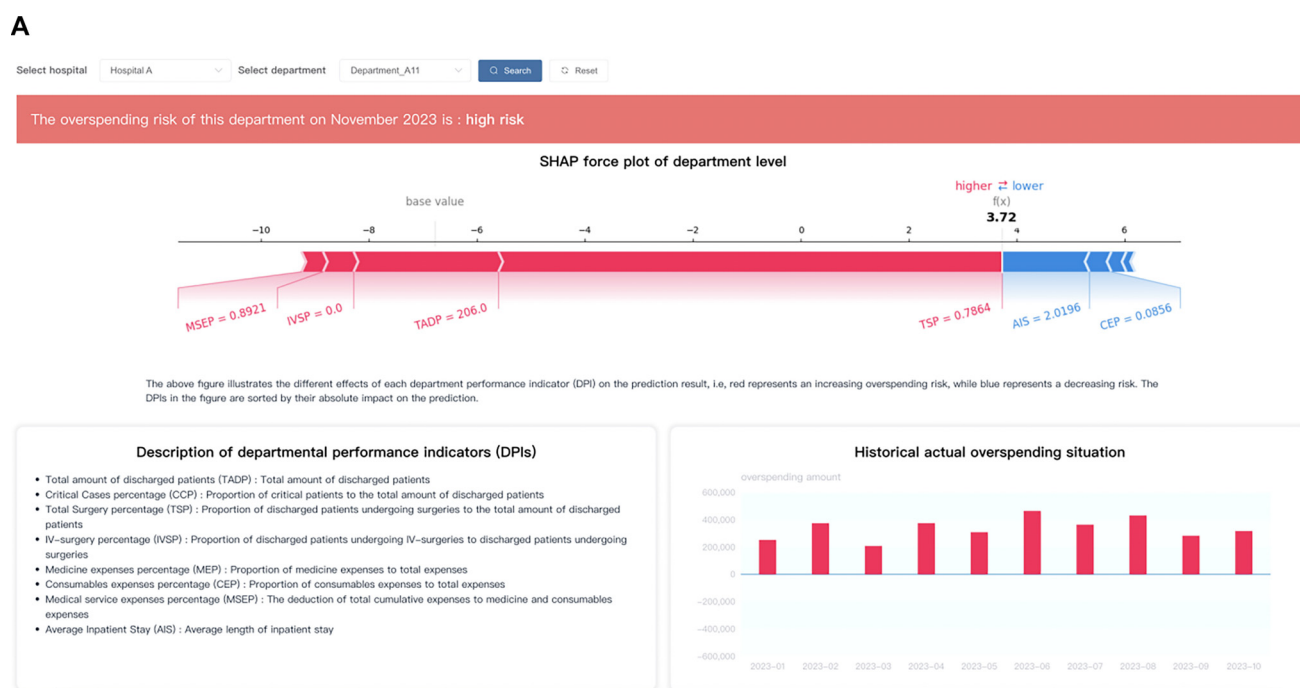 A
Select hospital Hospital A Select department Department_A11 Search Reset
The overspending risk of this department on November 2023 is : high risk
SHAP force plot of department level
higher ⇄ lower
base value f(x)
3.72
−10 −8 −6 −4 −2 0 2 4 6
MSEP = 0.8921 IVSP = 0.0 TADP = 206.0 TSP = 0.7864 AIS = 2.0196 CEP = 0.0856
The above figure illustrates the different effects of each department performance indicator (DPI) on the prediction result, i.e, red represents an increasing overspending risk, while blue represents a decreasing risk. The
DPIs in the figure are sorted by their absolute impact on the prediction.
Description of departmental performance indicators (DPIs)
• Total amount of discharged patients (TADP) : Total amount of discharged patients
• Critical Cases percentage (CCP) : Proportion of critical patients to the total amount of discharged patients
• Total Surgery percentage (TSP) : Proportion of discharged patients undergoing surgeries to the total amount of discharged
patients
• IV-surgery percentage (IVSP) : Proportion of discharged patients undergoing IV-surgeries to discharged patients undergoing
surgeries
• Medicine expenses percentage (MEP) : Proportion of medicine expenses to total expenses
• Consumables expenses percentage (CEP) : Proportion of consumables expenses to total expenses
• Medical service expenses percentage (MSEP) : The deduction of total cumulative expenses to medicine and consumables
expenses
• Average Inpatient Stay (AIS) : Average length of inpatient stay
Historical actual overspending situation
overspending amount
600,000
400,000
200,000
0
-200,000
-400,000
-600,000
2023-01 2023-02 2023-03 2023-04 2023-05 2023-06 2023-07 2023-08 2023-09 2023-10